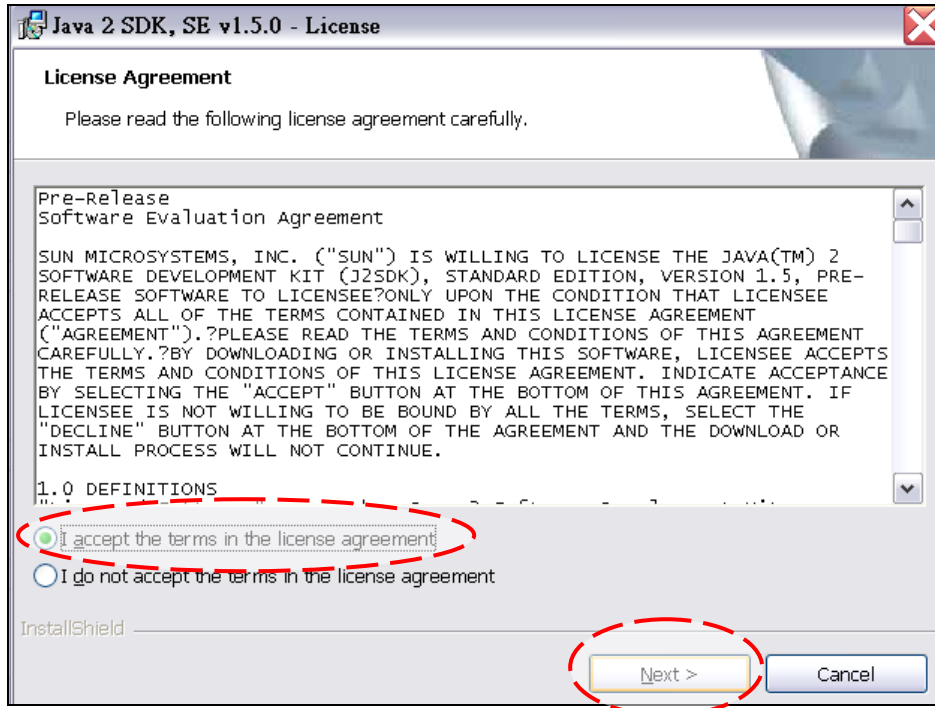 Java 2 SDK, SE v1.5.0 - License
License Agreement
Please read the following license agreement carefully.
Pre-Release
Software Evaluation Agreement
SUN MICROSYSTEMS, INC. ("SUN") IS WILLING TO LICENSE THE JAVA(TM) 2
SOFTWARE DEVELOPMENT KIT (J2SDK), STANDARD EDITION, VERSION 1.5, PRE-
RELEASE SOFTWARE TO LICENSEE?ONLY UPON THE CONDITION THAT LICENSEE
ACCEPTS ALL OF THE TERMS CONTAINED IN THIS LICENSE AGREEMENT
("AGREEMENT").?PLEASE READ THE TERMS AND CONDITIONS OF THIS AGREEMENT
CAREFULLY.?BY DOWNLOADING OR INSTALLING THIS SOFTWARE, LICENSEE ACCEPTS
THE TERMS AND CONDITIONS OF THIS LICENSE AGREEMENT. INDICATE ACCEPTANCE
BY SELECTING THE "ACCEPT" BUTTON AT THE BOTTOM OF THIS AGREEMENT. IF
LICENSEE IS NOT WILLING TO BE BOUND BY ALL THE TERMS, SELECT THE
"DECLINE" BUTTON AT THE BOTTOM OF THE AGREEMENT AND THE DOWNLOAD OR
INSTALL PROCESS WILL NOT CONTINUE.
1.0 DEFINITIONS
I accept the terms in the license agreement
I do not accept the terms in the license agreement
InstallShield
Next >
Cancel